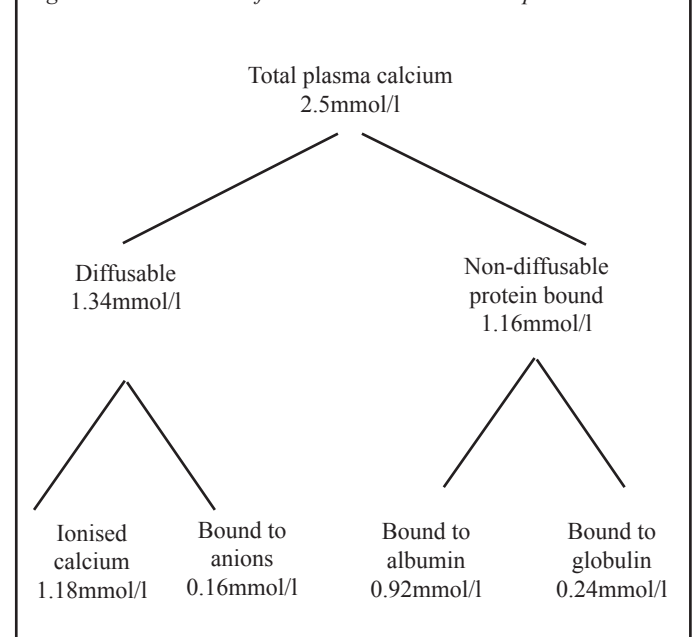 Total plasma calcium
2.5mmol/l
Diffusable
1.34mmol/l
Non-diffusable
protein bound
1.16mmol/l
Ionised
calcium
1.18mmol/l
Bound to
anions
0.16mmol/l
Bound to
albumin
0.92mmol/l
Bound to
globulin
0.24mmol/l